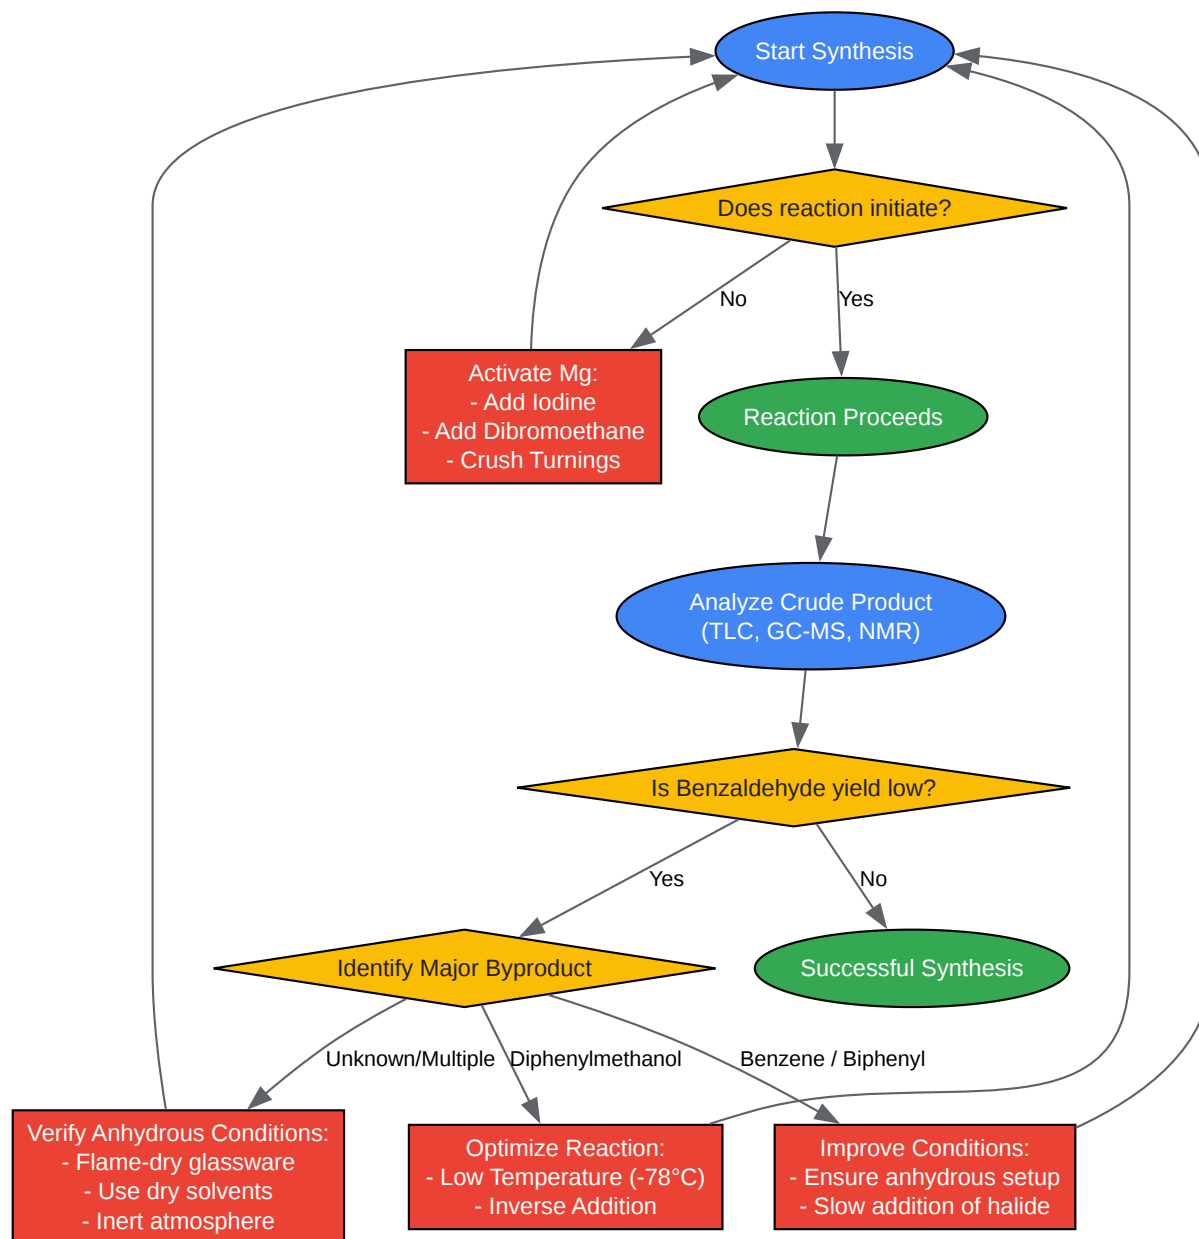 Start Synthesis
Does reaction initiate?
No
Yes
Activate Mg:
- Add Iodine
- Add Dibromoethane
- Crush Turnings
Reaction Proceeds
Analyze Crude Product
(TLC, GC-MS, NMR)
Is Benzaldehyde yield low?
Yes
No
Identify Major Byproduct
Successful Synthesis
Unknown/Multiple
Diphenylmethanol
Benzene / Biphenyl
Verify Anhydrous Conditions:
- Flame-dry glassware
- Use dry solvents
- Inert atmosphere
Optimize Reaction:
- Low Temperature (-78°C)
- Inverse Addition
Improve Conditions:
- Ensure anhydrous setup
- Slow addition of halide